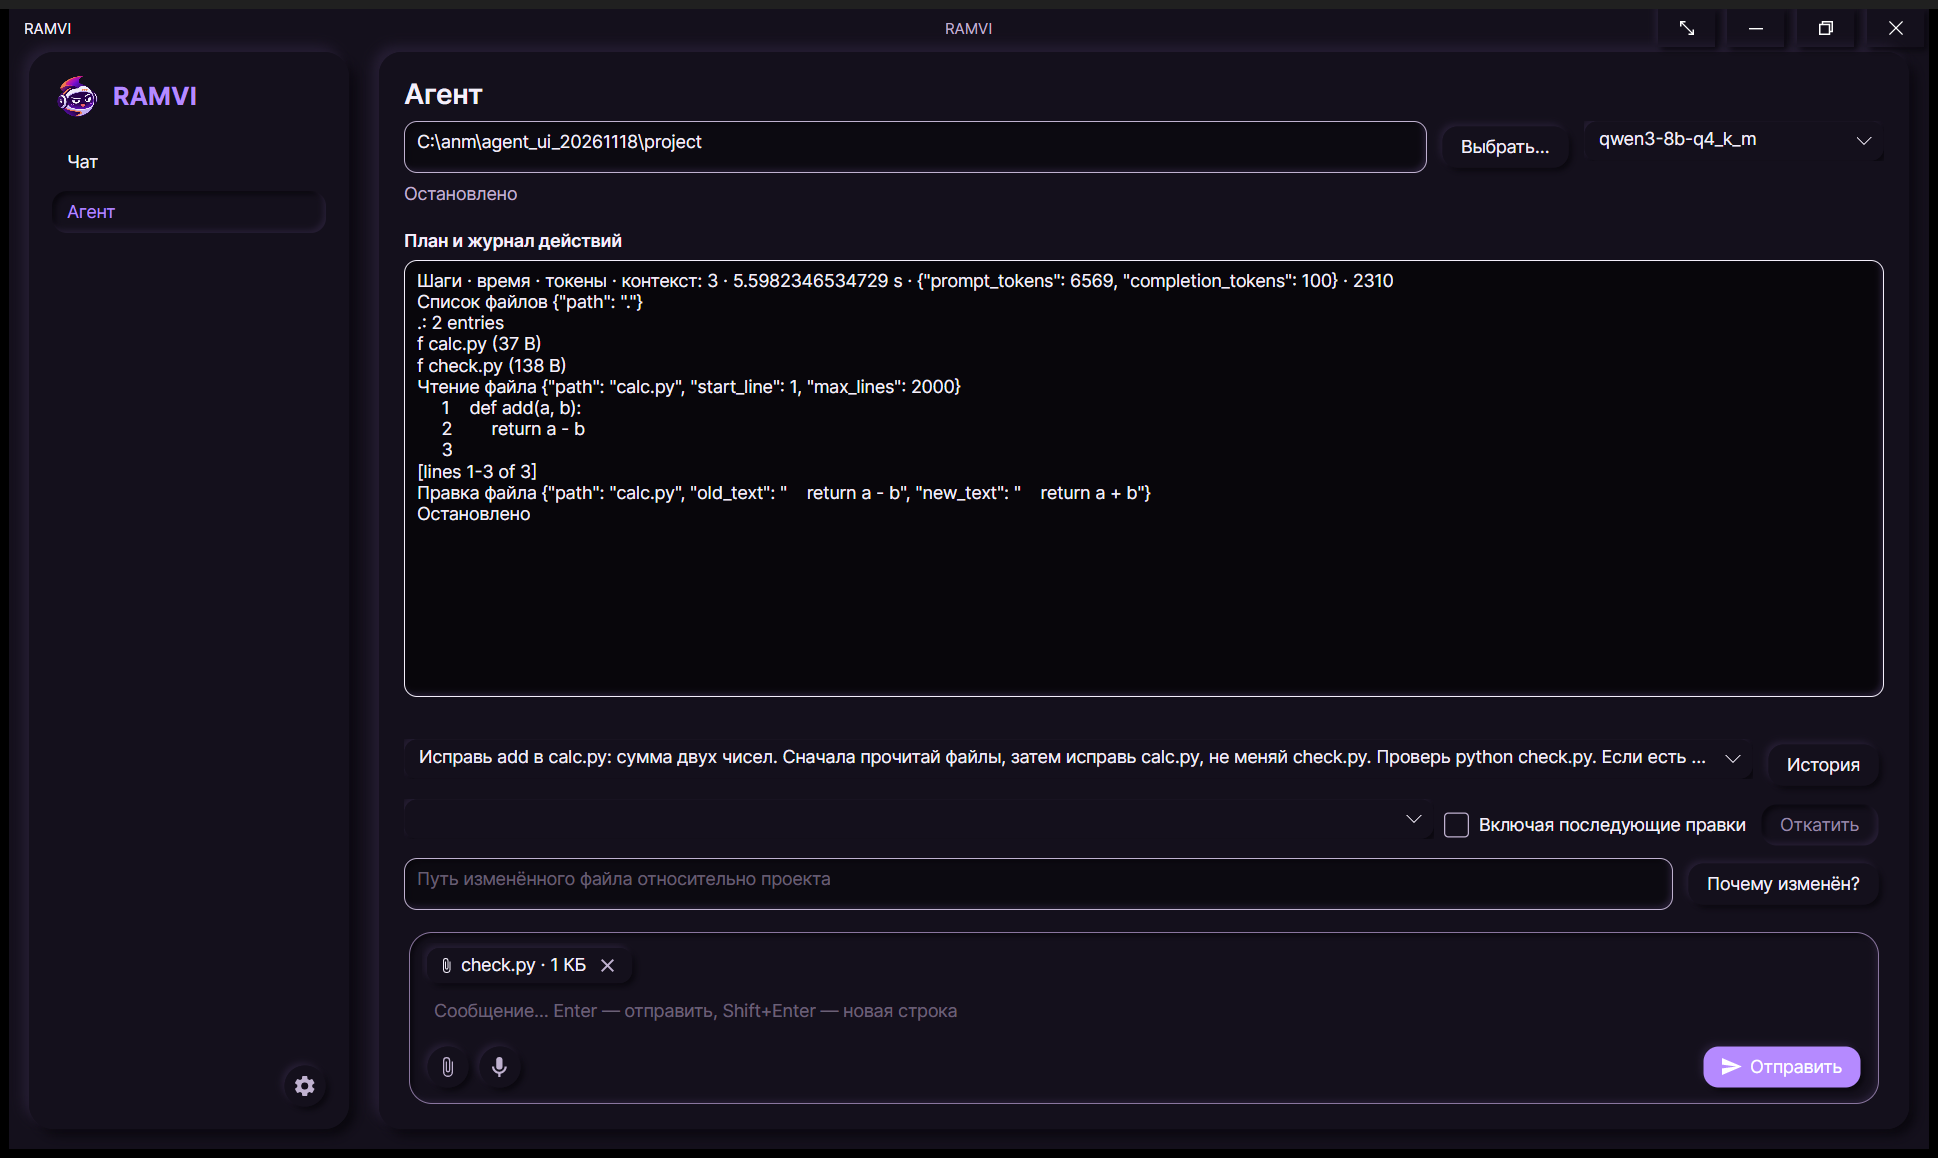 RAMVI
RAMVI
RAMVI
Чат
Агент
Агент
C:\anm\agent_ui_20261118\project
Выбрать...
qwen3-8b-q4_k_m
Остановлено
План и журнал действий
Шаги · время · токены · контекст: 3 · 5.5982346534729 s · {"prompt_tokens": 6569, "completion_tokens": 100} · 2310
Список файлов {"path": "."}
.: 2 entries
f calc.py (37 B)
f check.py (138 B)
Чтение файла {"path": "calc.py", "start_line": 1, "max_lines": 2000}
1 def add(a, b):
2 return a - b
3
[lines 1-3 of 3]
Правка файла {"path": "calc.py", "old_text": "    return a - b", "new_text": "    return a + b"}
Остановлено
Исправь add в calc.py: сумма двух чисел. Сначала прочитай файлы, затем исправь calc.py, не меняй check.py. Проверь python check.py. Если есть ...
История
Включая последующие правки
Откатить
Путь изменённого файла относительно проекта
Почему изменён?
check.py · 1 КБ
Сообщение... Enter — отправить, Shift+Enter — новая строка
Отправить